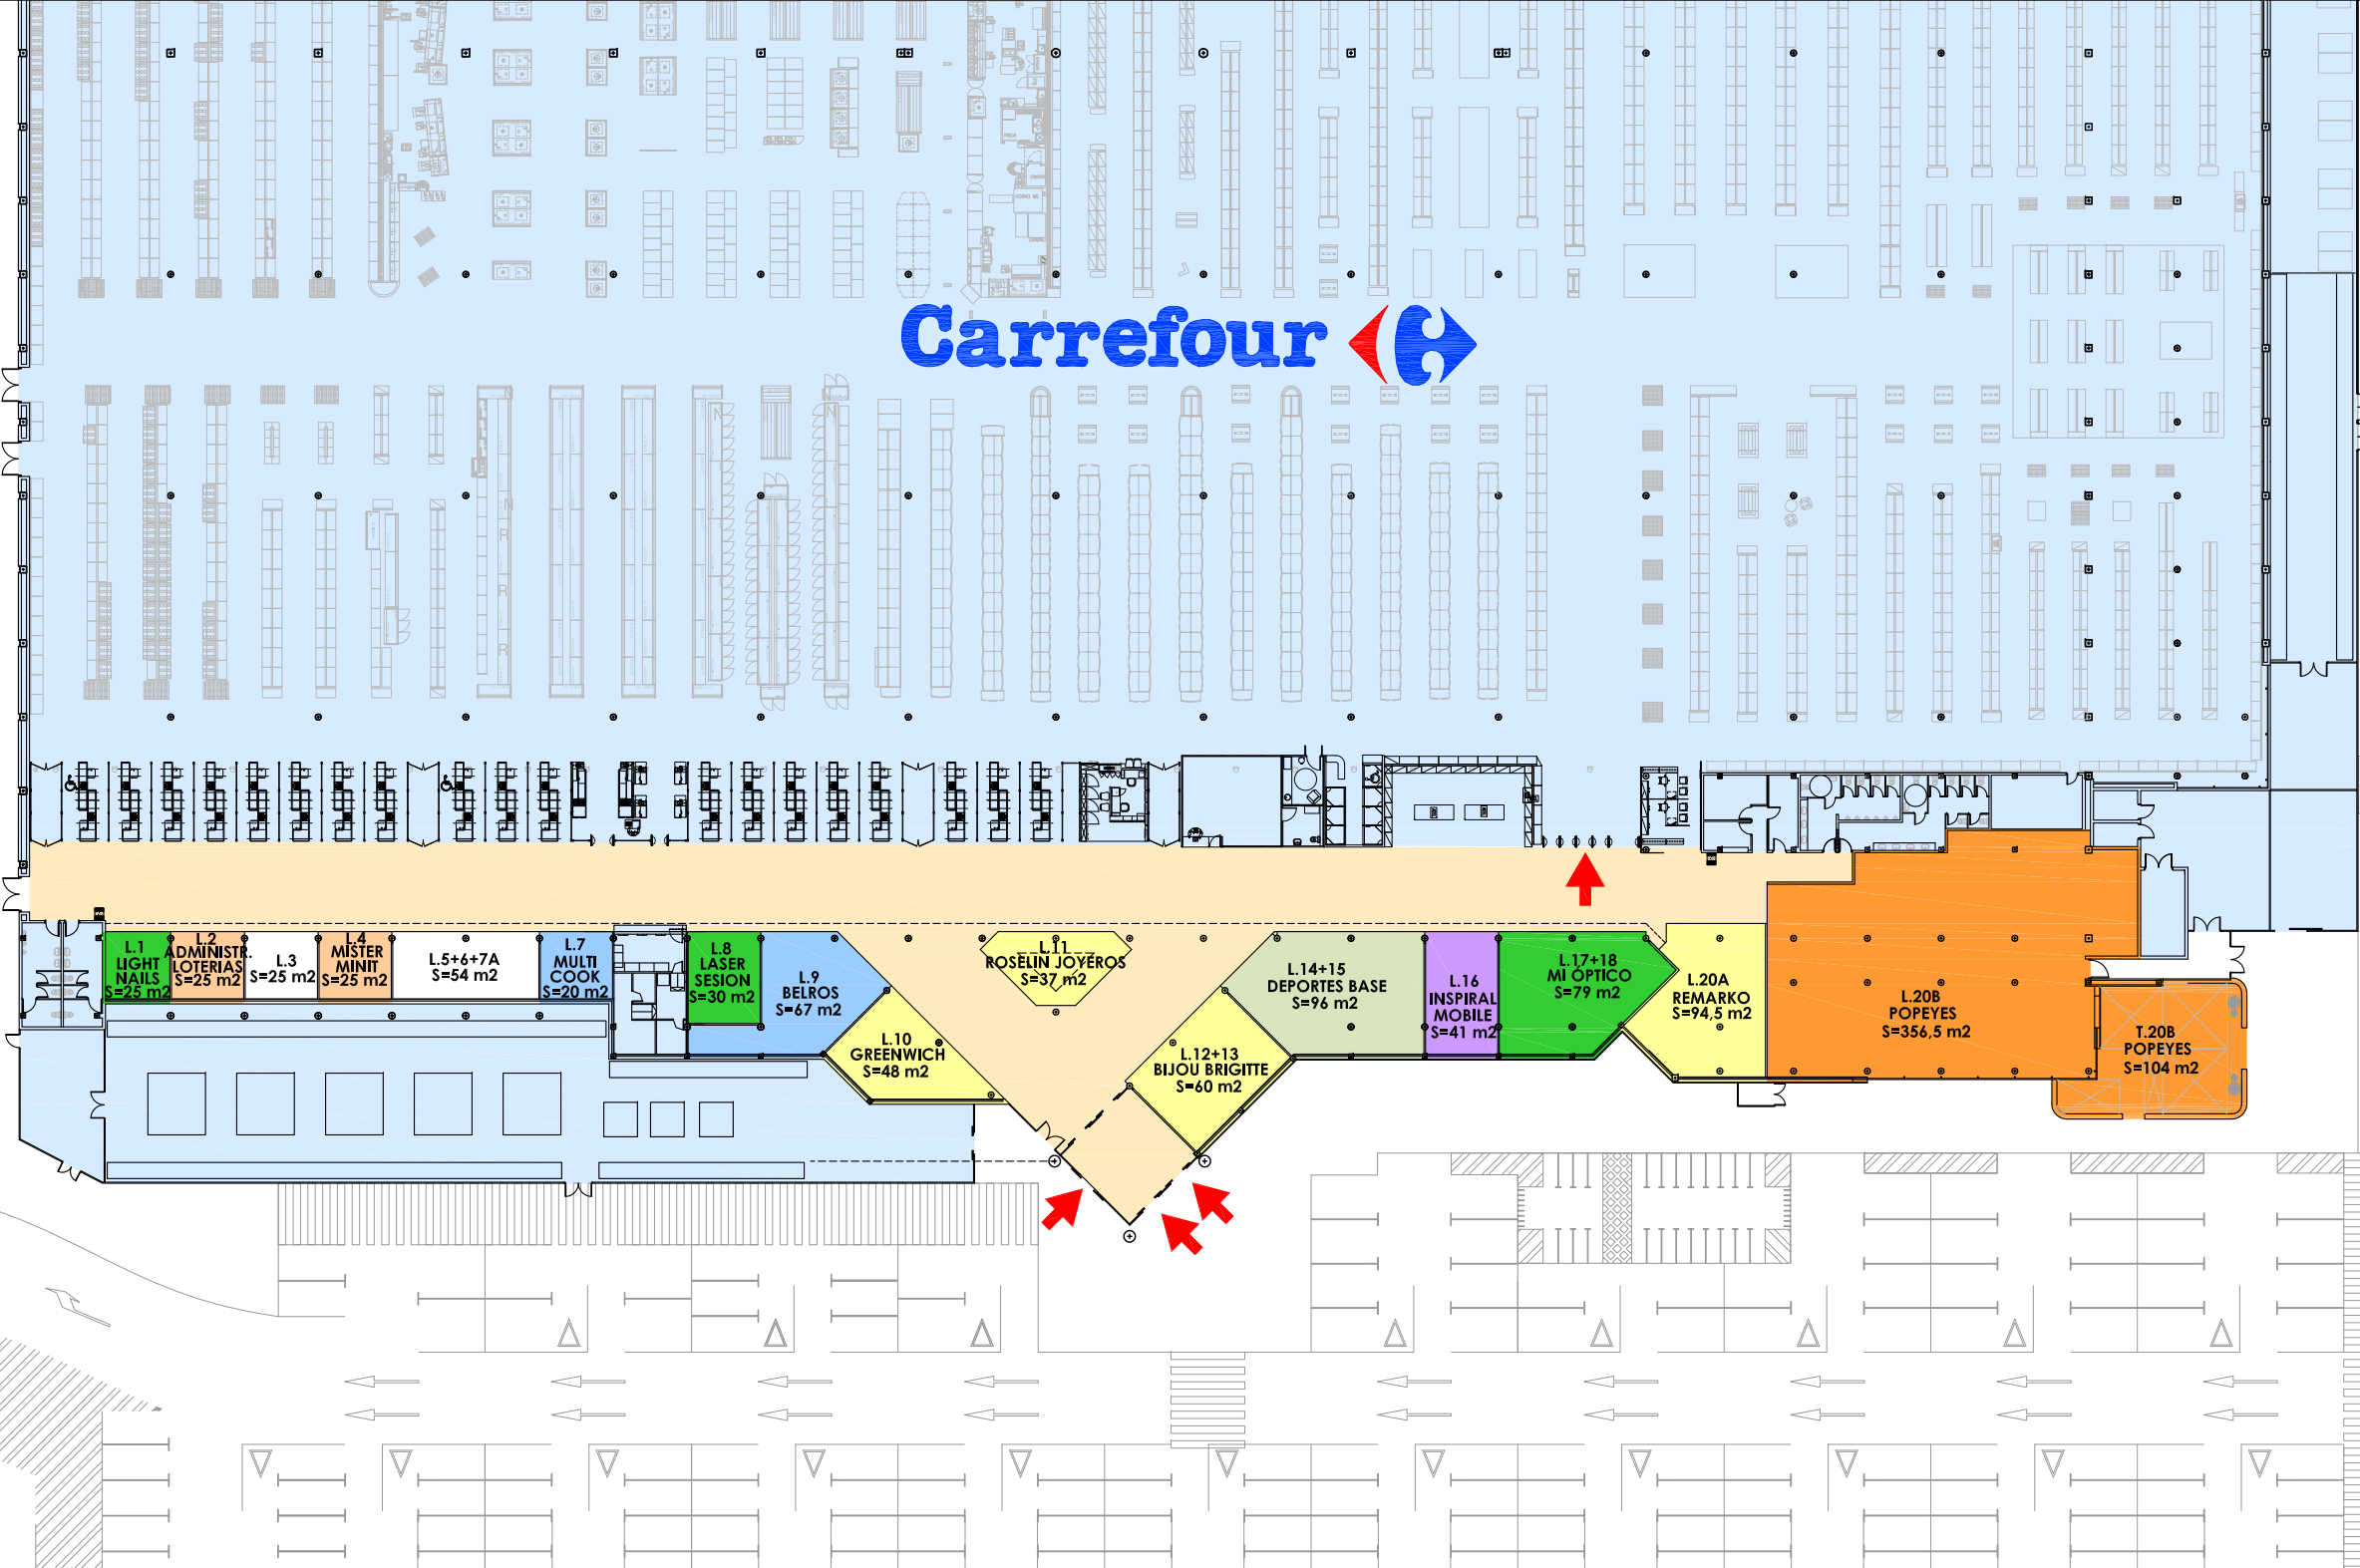 Carrefour
L.1
LIGHT
NAILS
S=25 m2
L.2
ADMINISTR.
LOTERIAS
S=25 m2
L.3
S=25 m2
L.4
MISTER
MINIT
S=25 m2
L.5+6+7A
S=54 m2
L.7
MULTI
COOK
S=20 m2
L.8
LASER
SESION
S=30 m2
L.9
BELROS
S=67 m2
L.10
GREENWICH
S=48 m2
L.11
ROSELIN JOYEROS
S=37 m2
L.12+13
BIJOU BRIGITTE
S=60 m2
L.14+15
DEPORTES BASE
S=96 m2
L.16
INSPIRAL
MOBILE
S=41 m2
L.17+18
MI ÓPTICO
S=79 m2
L.20A
REMARKO
S=94,5 m2
L.20B
POPEYES
S=356,5 m2
T.20B
POPEYES
S=104 m2